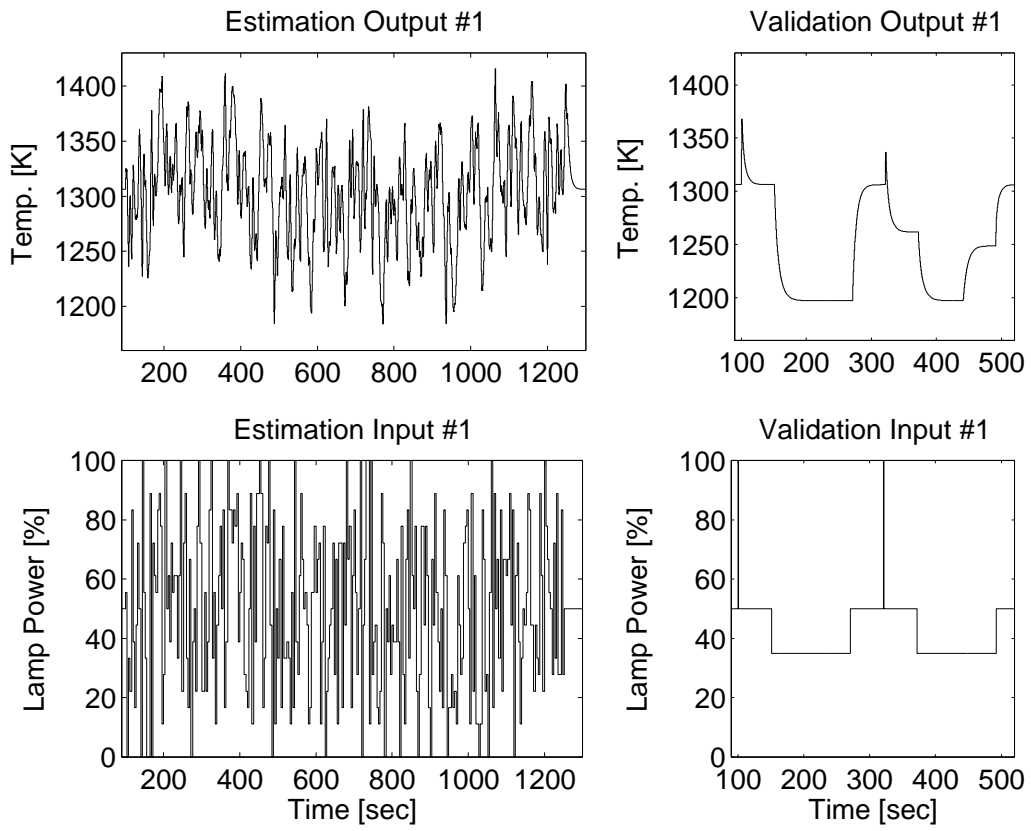 Estimation Output #1
Validation Output #1
Temp. [K]
1400
1350
1300
1250
1200
200 400 600 800 1000 1200
Temp. [K]
1400
1350
1300
1250
1200
100 200 300 400 500
Estimation Input #1
Validation Input #1
Lamp Power [%]
100
80
60
40
20
0
200 400 600 800 1000 1200
Time [sec]
Lamp Power [%]
100
80
60
40
20
0
100 200 300 400 500
Time [sec]